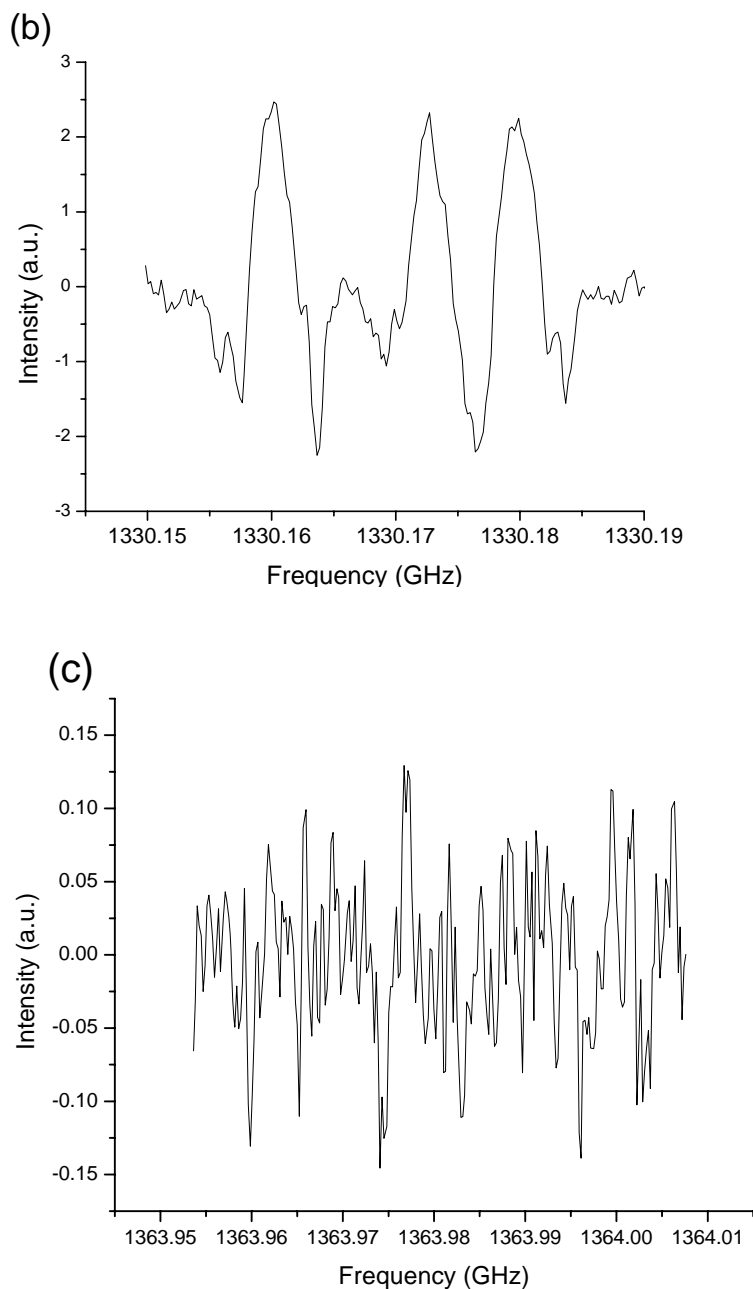 (b)
3
2
1
0
-1
-2
-3
Intensity (a.u.)
1330.15 1330.16 1330.17 1330.18 1330.19
Frequency (GHz)
(c)
0.15
0.10
0.05
0.00
-0.05
-0.10
-0.15
Intensity (a.u.)
1363.95 1363.96 1363.97 1363.98 1363.99 1364.00 1364.01
Frequency (GHz)